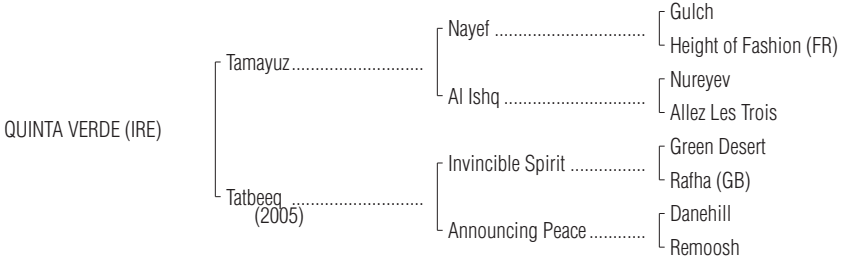 Gulch
Nayef ................................
Height of Fashion (FR)
Tamayuz............................
Nureyev
Al Ishq ..............................
Allez Les Trois
QUINTA VERDE (IRE)
Green Desert
Invincible Spirit ................
Rafha (GB)
Tatbeeq ............................
(2005)
Danehill
Announcing Peace............
Remoosh